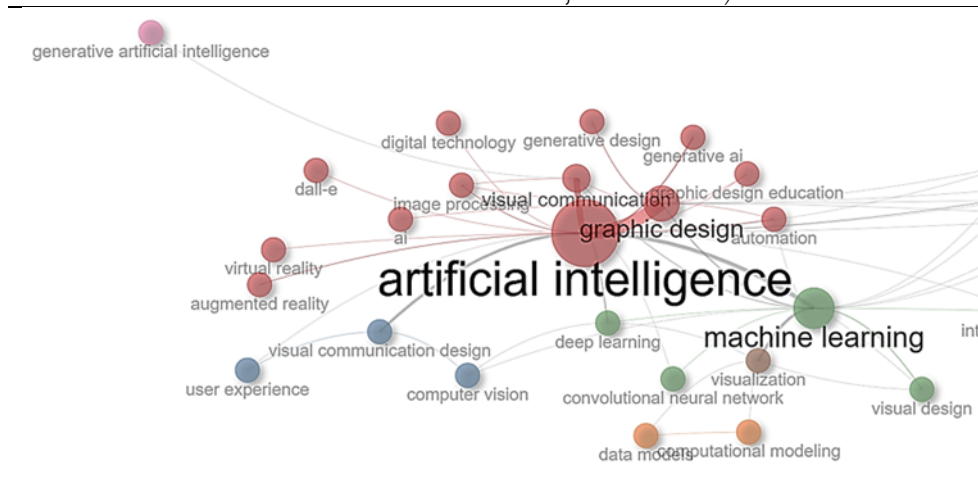 generative artificial intelligence
digital technology
generative design
generative ai
dall-e
image processing
visual communication
graphic design education
ai
graphic design
automation
virtual reality
artificial intelligence
augmented reality
deep learning
machine learning
int
visual communication design
user experience
computer vision
visualization
convolutional neural network
visual design
data models
computational modeling